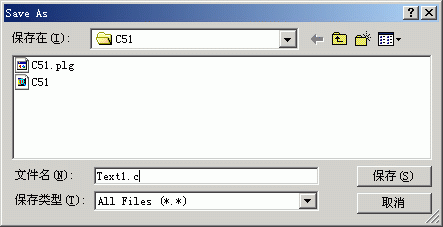 Save As
保存在(I): C51
C51.plg
C51
文件名(N): Text1.c 保存(S)
保存类型(T): All Files (*.*) 取消